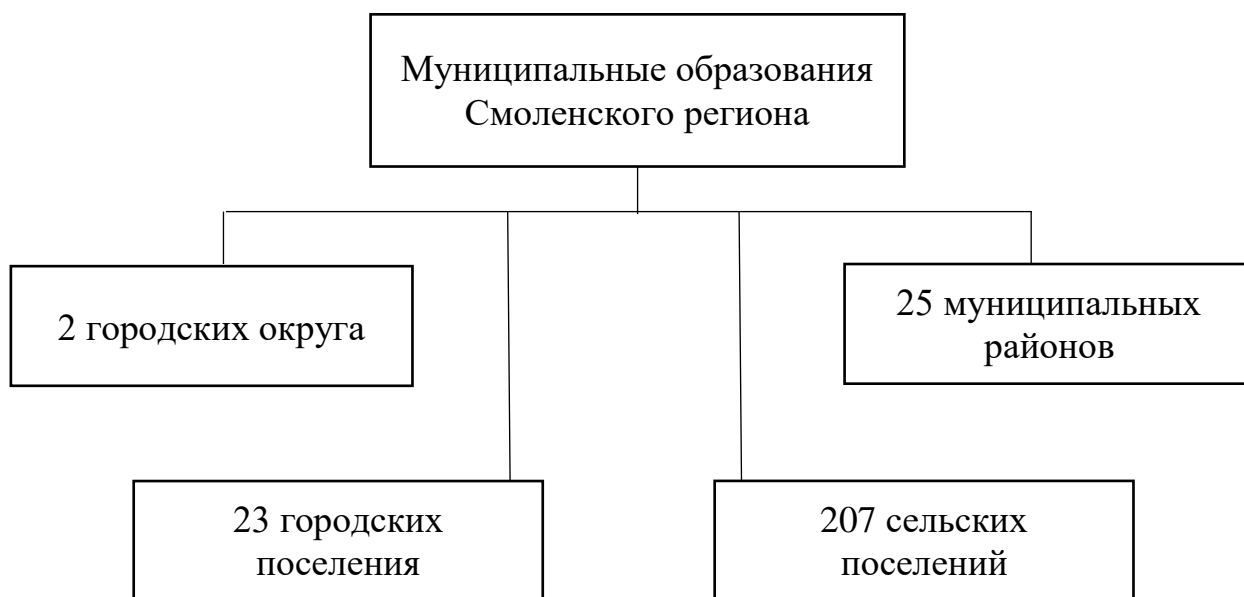 Муниципальные образования
Смоленского региона
2 городских округа
25 муниципальных
районов
23 городских
поселения
207 сельских
поселений